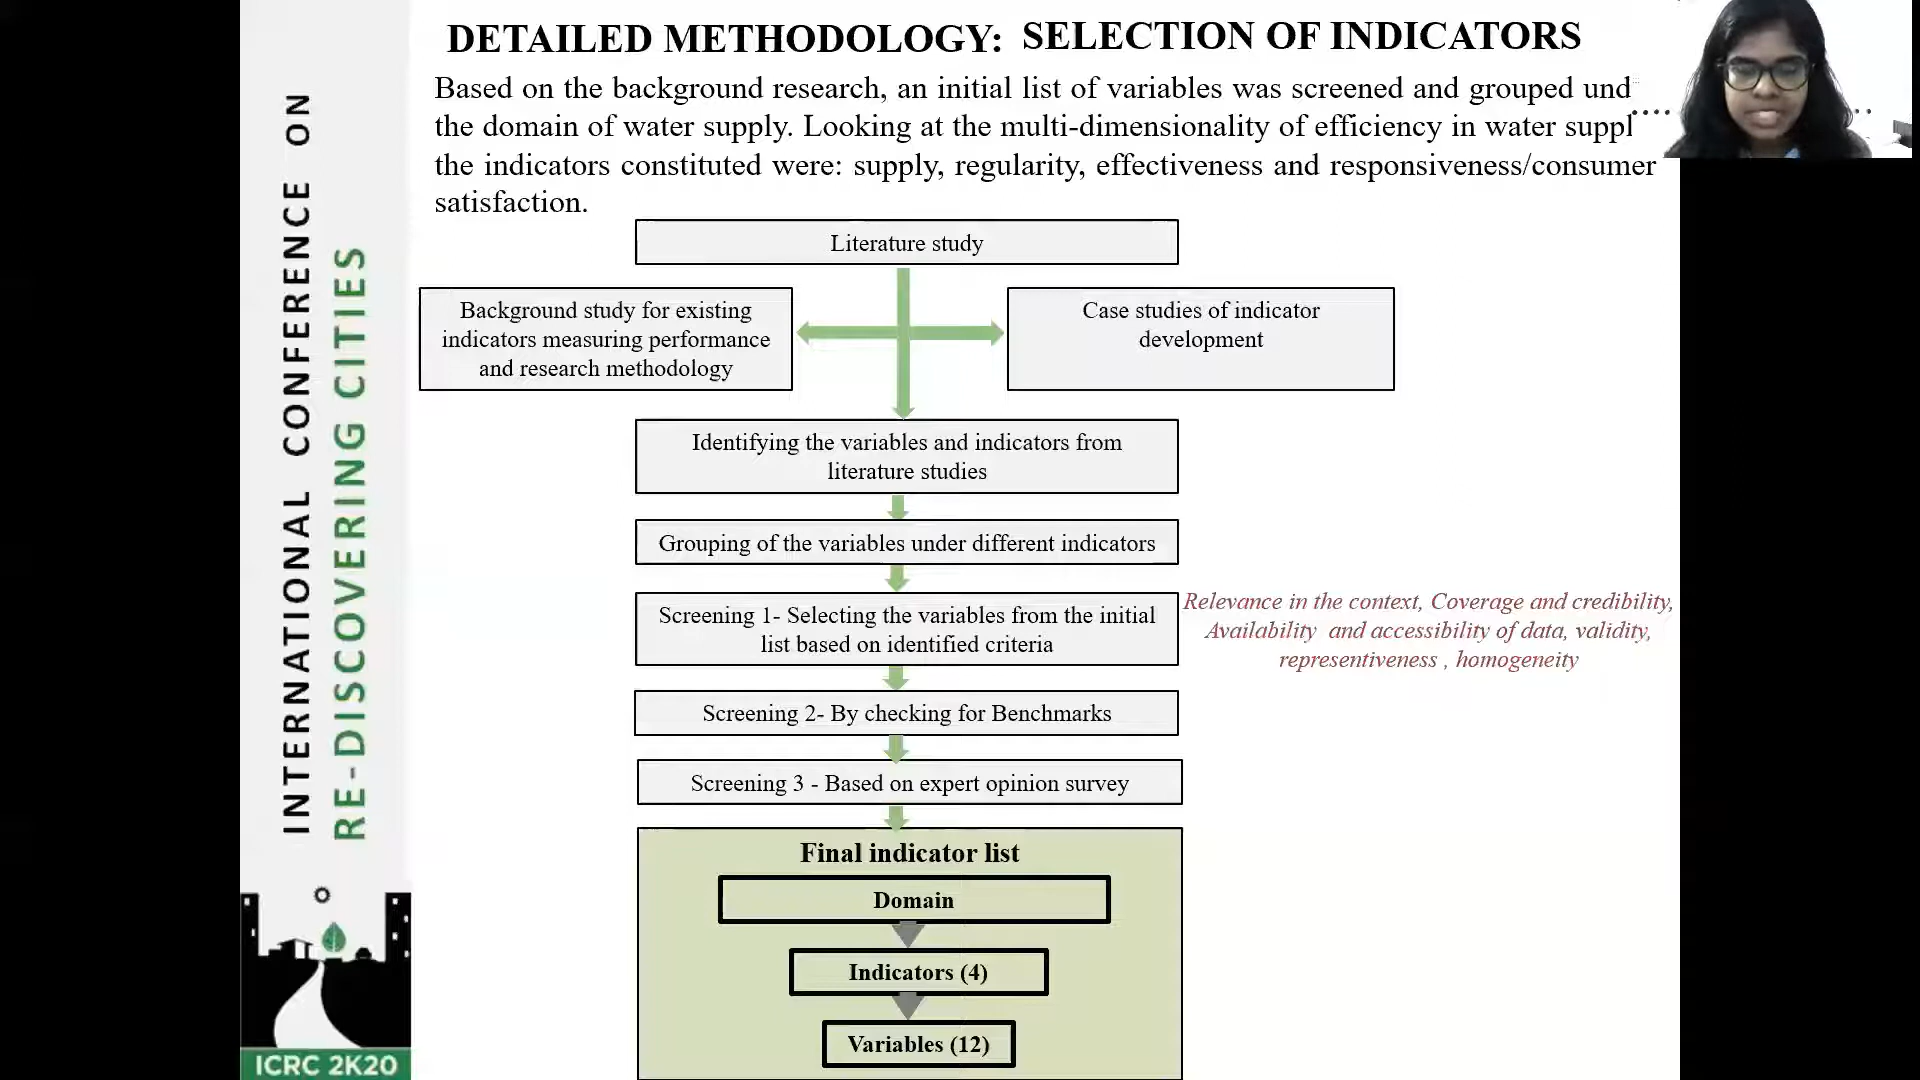 INTERNATIONAL CONFERENCE ON
RE-DISCOVERING CITIES
ICRC 2K20
DETAILED METHODOLOGY: SELECTION OF INDICATORS
Based on the background research, an initial list of variables was screened and grouped und
the domain of water supply. Looking at the multi-dimensionality of efficiency in water suppl
the indicators constituted were: supply, regularity, effectiveness and responsiveness/consumer
satisfaction.
Literature study
Background study for existing
indicators measuring performance
and research methodology
Case studies of indicator
development
Identifying the variables and indicators from
literature studies
Grouping of the variables under different indicators
Screening 1- Selecting the variables from the initial
list based on identified criteria
Relevance in the context, Coverage and credibility,
Availability and accessibility of data, validity,
representiveness , homogeneity
Screening 2- By checking for Benchmarks
Screening 3 - Based on expert opinion survey
Final indicator list
Domain
Indicators (4)
Variables (12)